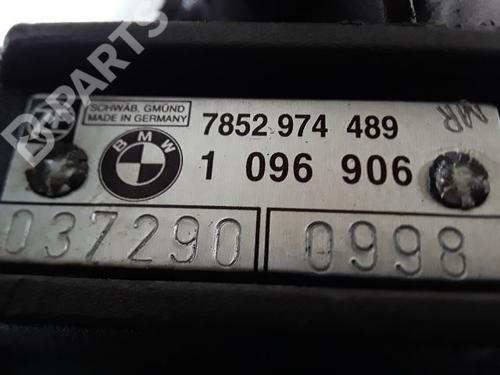 SCHWÄB. GMÜND
MADE IN GERMANY
BMW
7852 974 489
MR
1 096 906
037290
0998
B-PARTS